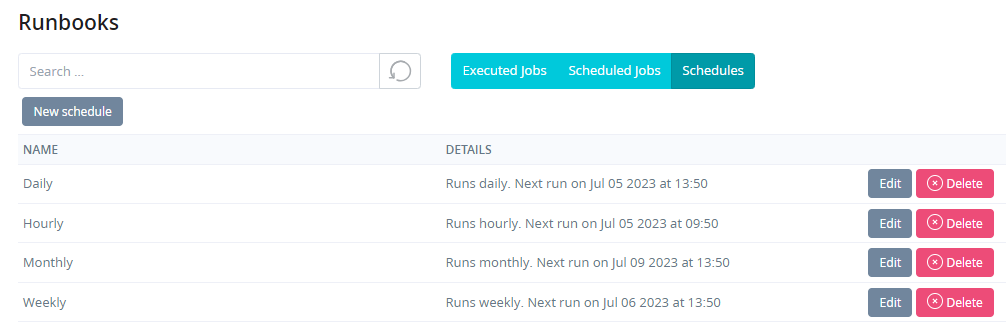 Runbooks
Search ...
Executed Jobs Scheduled Jobs Schedules
New schedule
NAME DETAILS
Daily Runs daily. Next run on Jul 05 2023 at 13:50 Edit Delete
Hourly Runs hourly. Next run on Jul 05 2023 at 09:50 Edit Delete
Monthly Runs monthly. Next run on Jul 09 2023 at 13:50 Edit Delete
Weekly Runs weekly. Next run on Jul 06 2023 at 13:50 Edit Delete